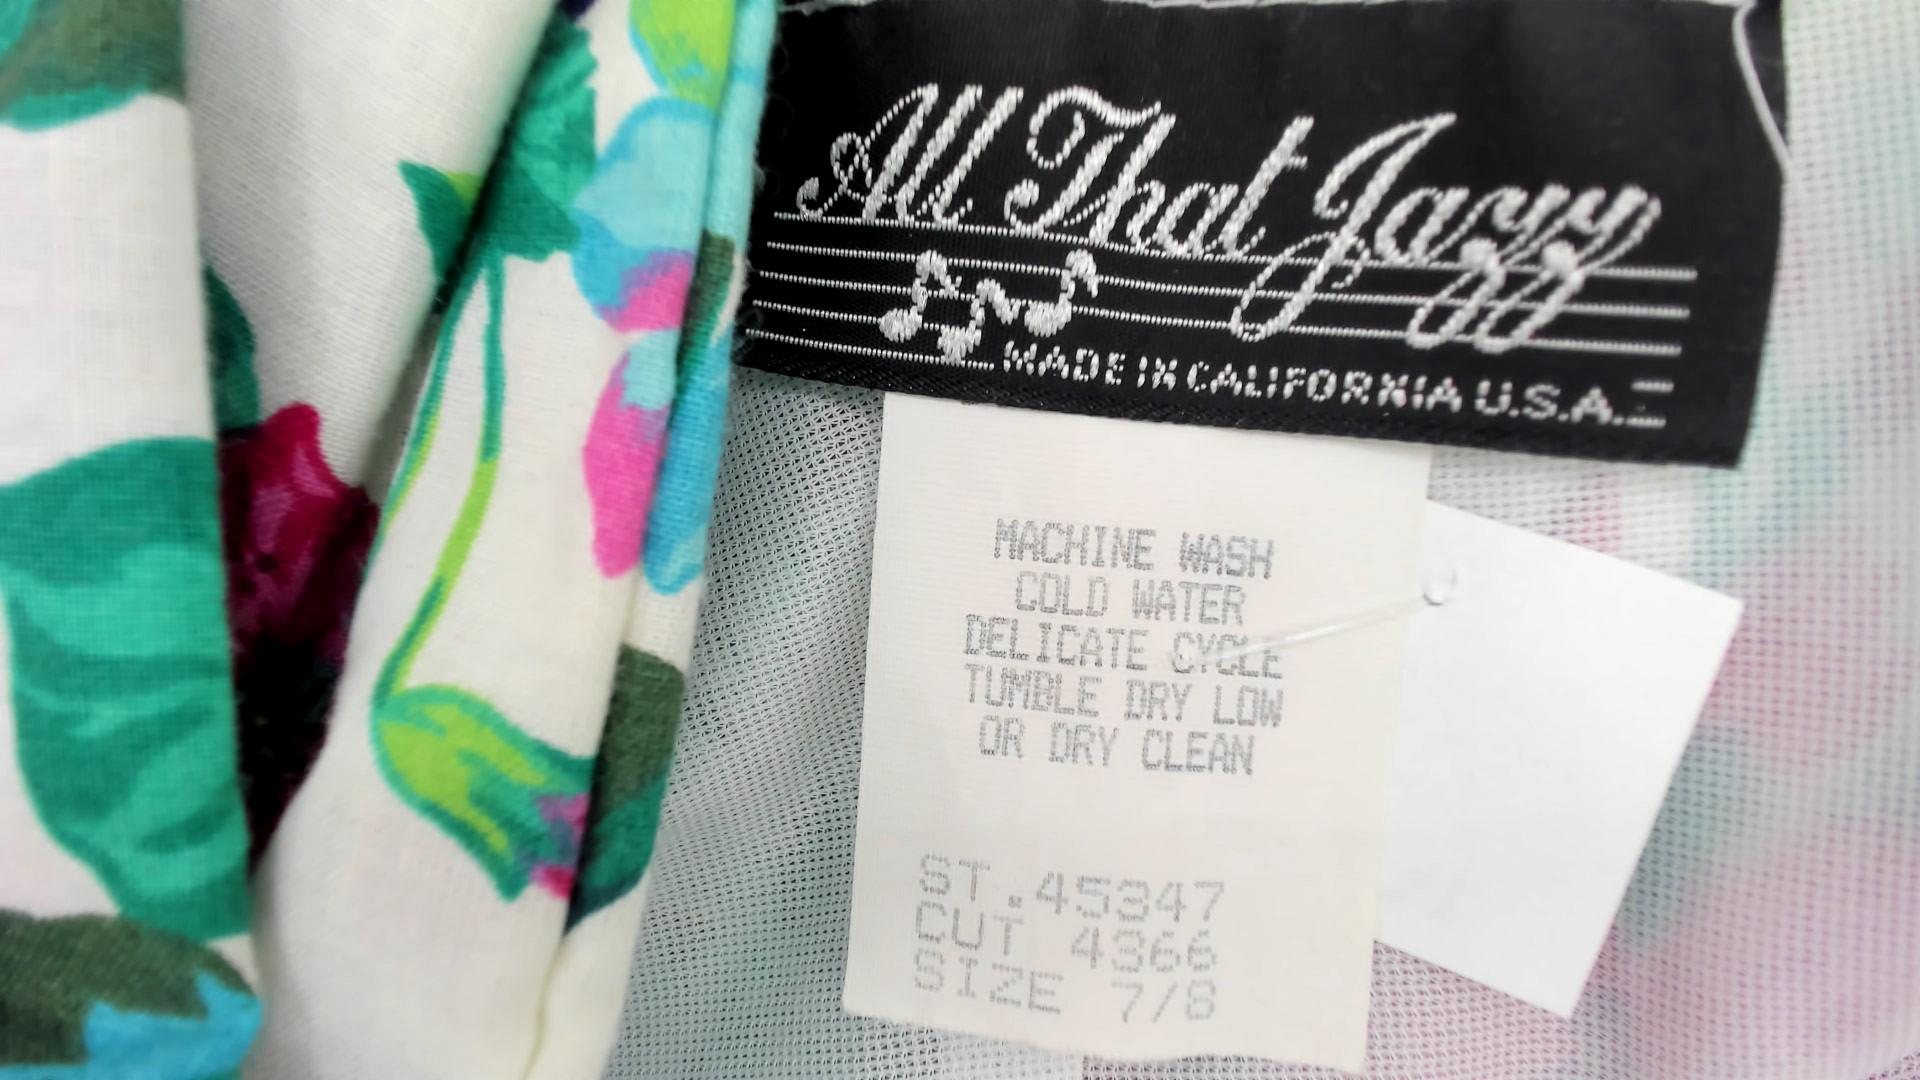 All That Jazz
MADE IN CALIFORNIA U.S.A.
MACHINE WASH
COLD WATER
DELICATE CYCLE
TUMBLE DRY LOW
OR DRY CLEAN
ST.45347
CUT 4366
SIZE 7/8